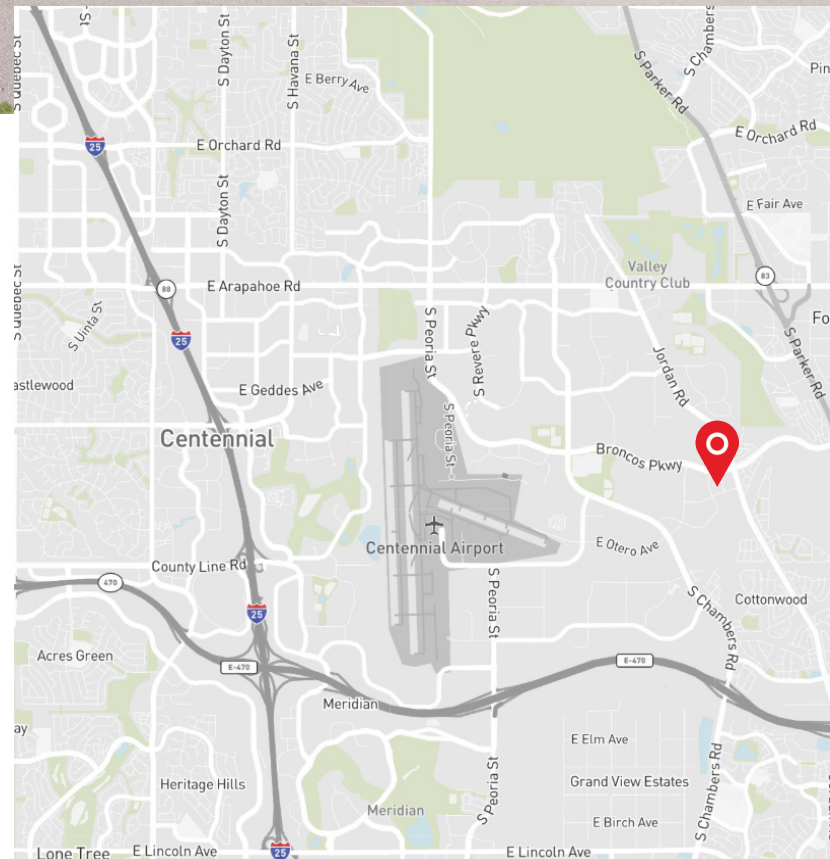 S Quebec St
St
S Dayton St
S Havana St
E Berry Ave
S Parker Rd
S Chambers
Pin
25
E Orchard Rd
E Orchard Rd
S Dayton St
E Fair Ave
S Quebec St
Valley
Country Club
83
88
E Arapahoe Rd
S Uinta St
25
S Peoria St
S Revere Pkwy
Fo
S Parker Rd
Jordan Rd
astlewood
E Geddes Ave
S Peoria St
Centennial
Broncos Pkwy
Centennial Airport
E Otero Ave
County Line Rd
470
S Peoria St
S Chambers Rd
Cottonwood
25
Acres Green
E-470
E-470
Meridian
ay
E Elm Ave
S Chambers Rd
Heritage Hills
S Peoria St
Grand View Estates
Meridian
E Birch Ave
Lone Tree
E Lincoln Ave
25
E Lincoln Ave